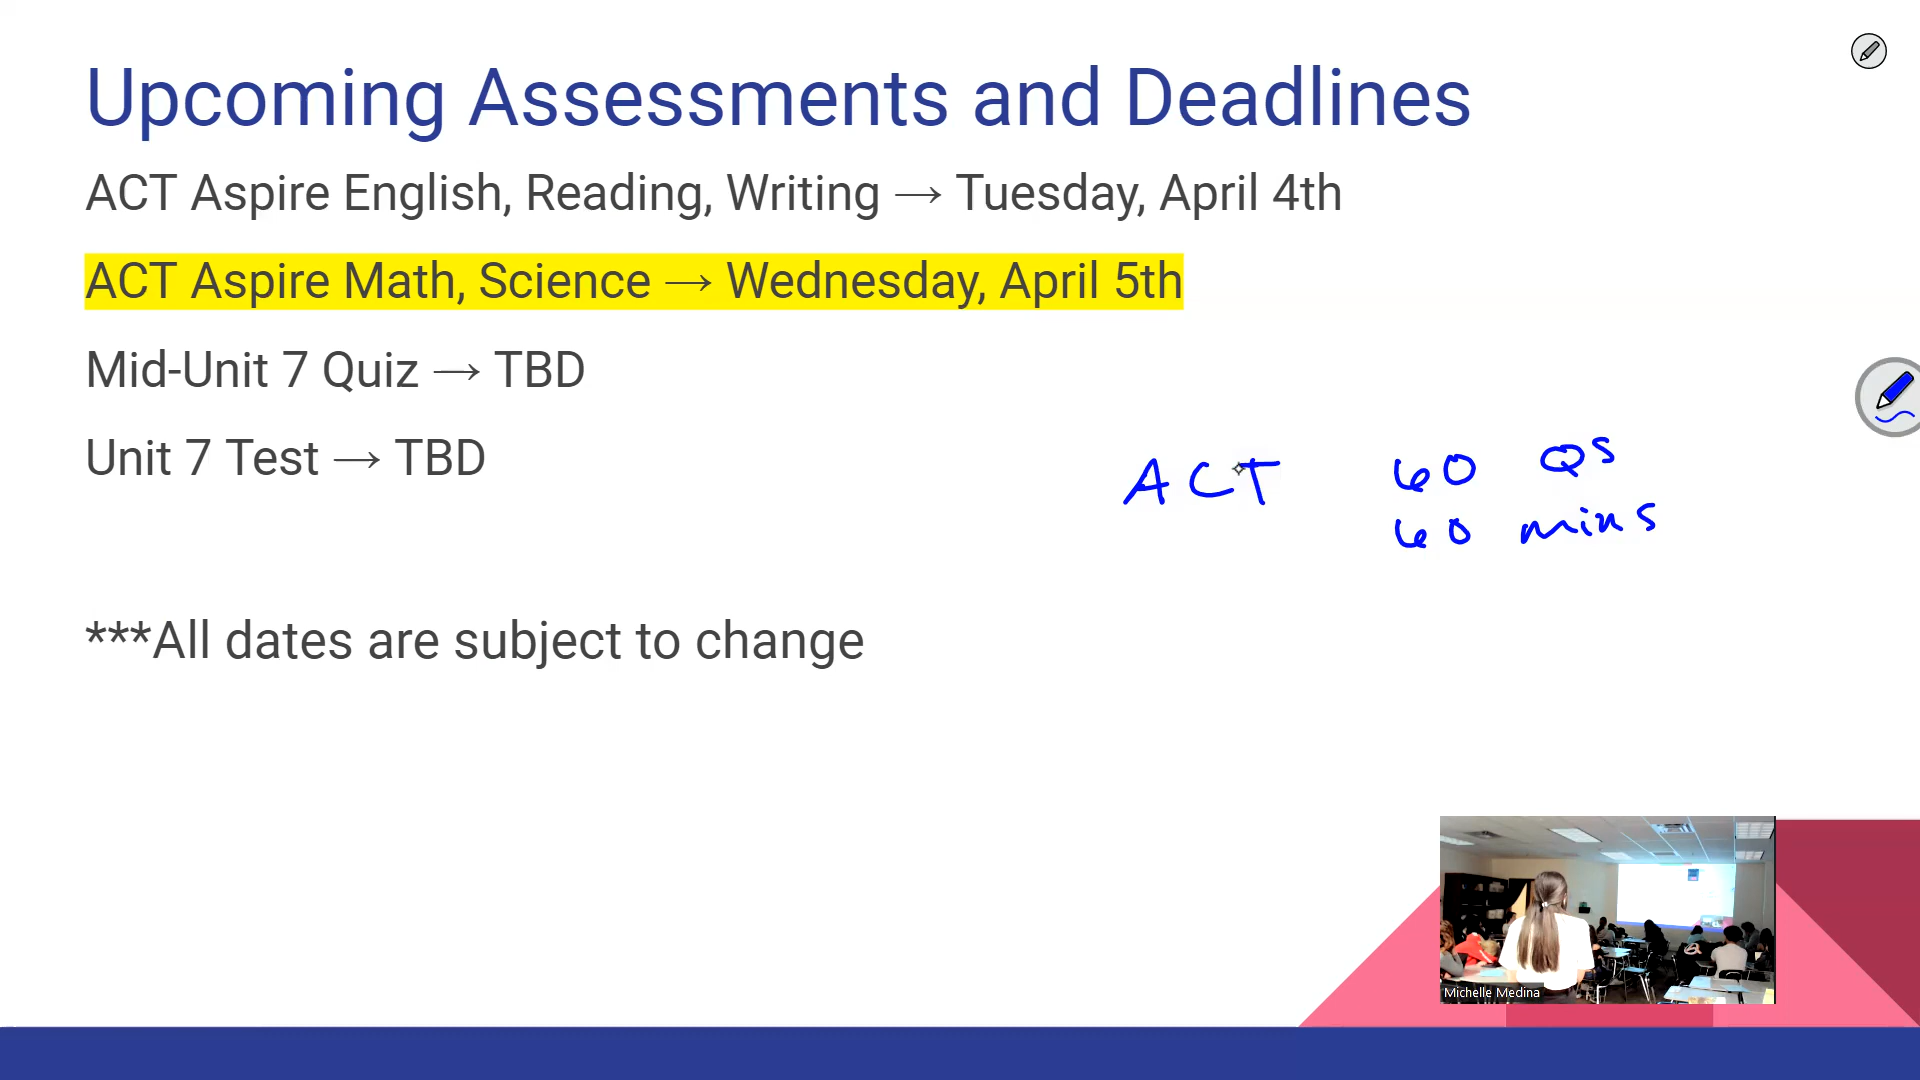 Upcoming Assessments and Deadlines
ACT Aspire English, Reading, Writing → Tuesday, April 4th
ACT Aspire Math, Science → Wednesday, April 5th
Mid-Unit 7 Quiz → TBD
Unit 7 Test → TBD
ACT 60 Qs
60 mins
***All dates are subject to change
Michelle Medina